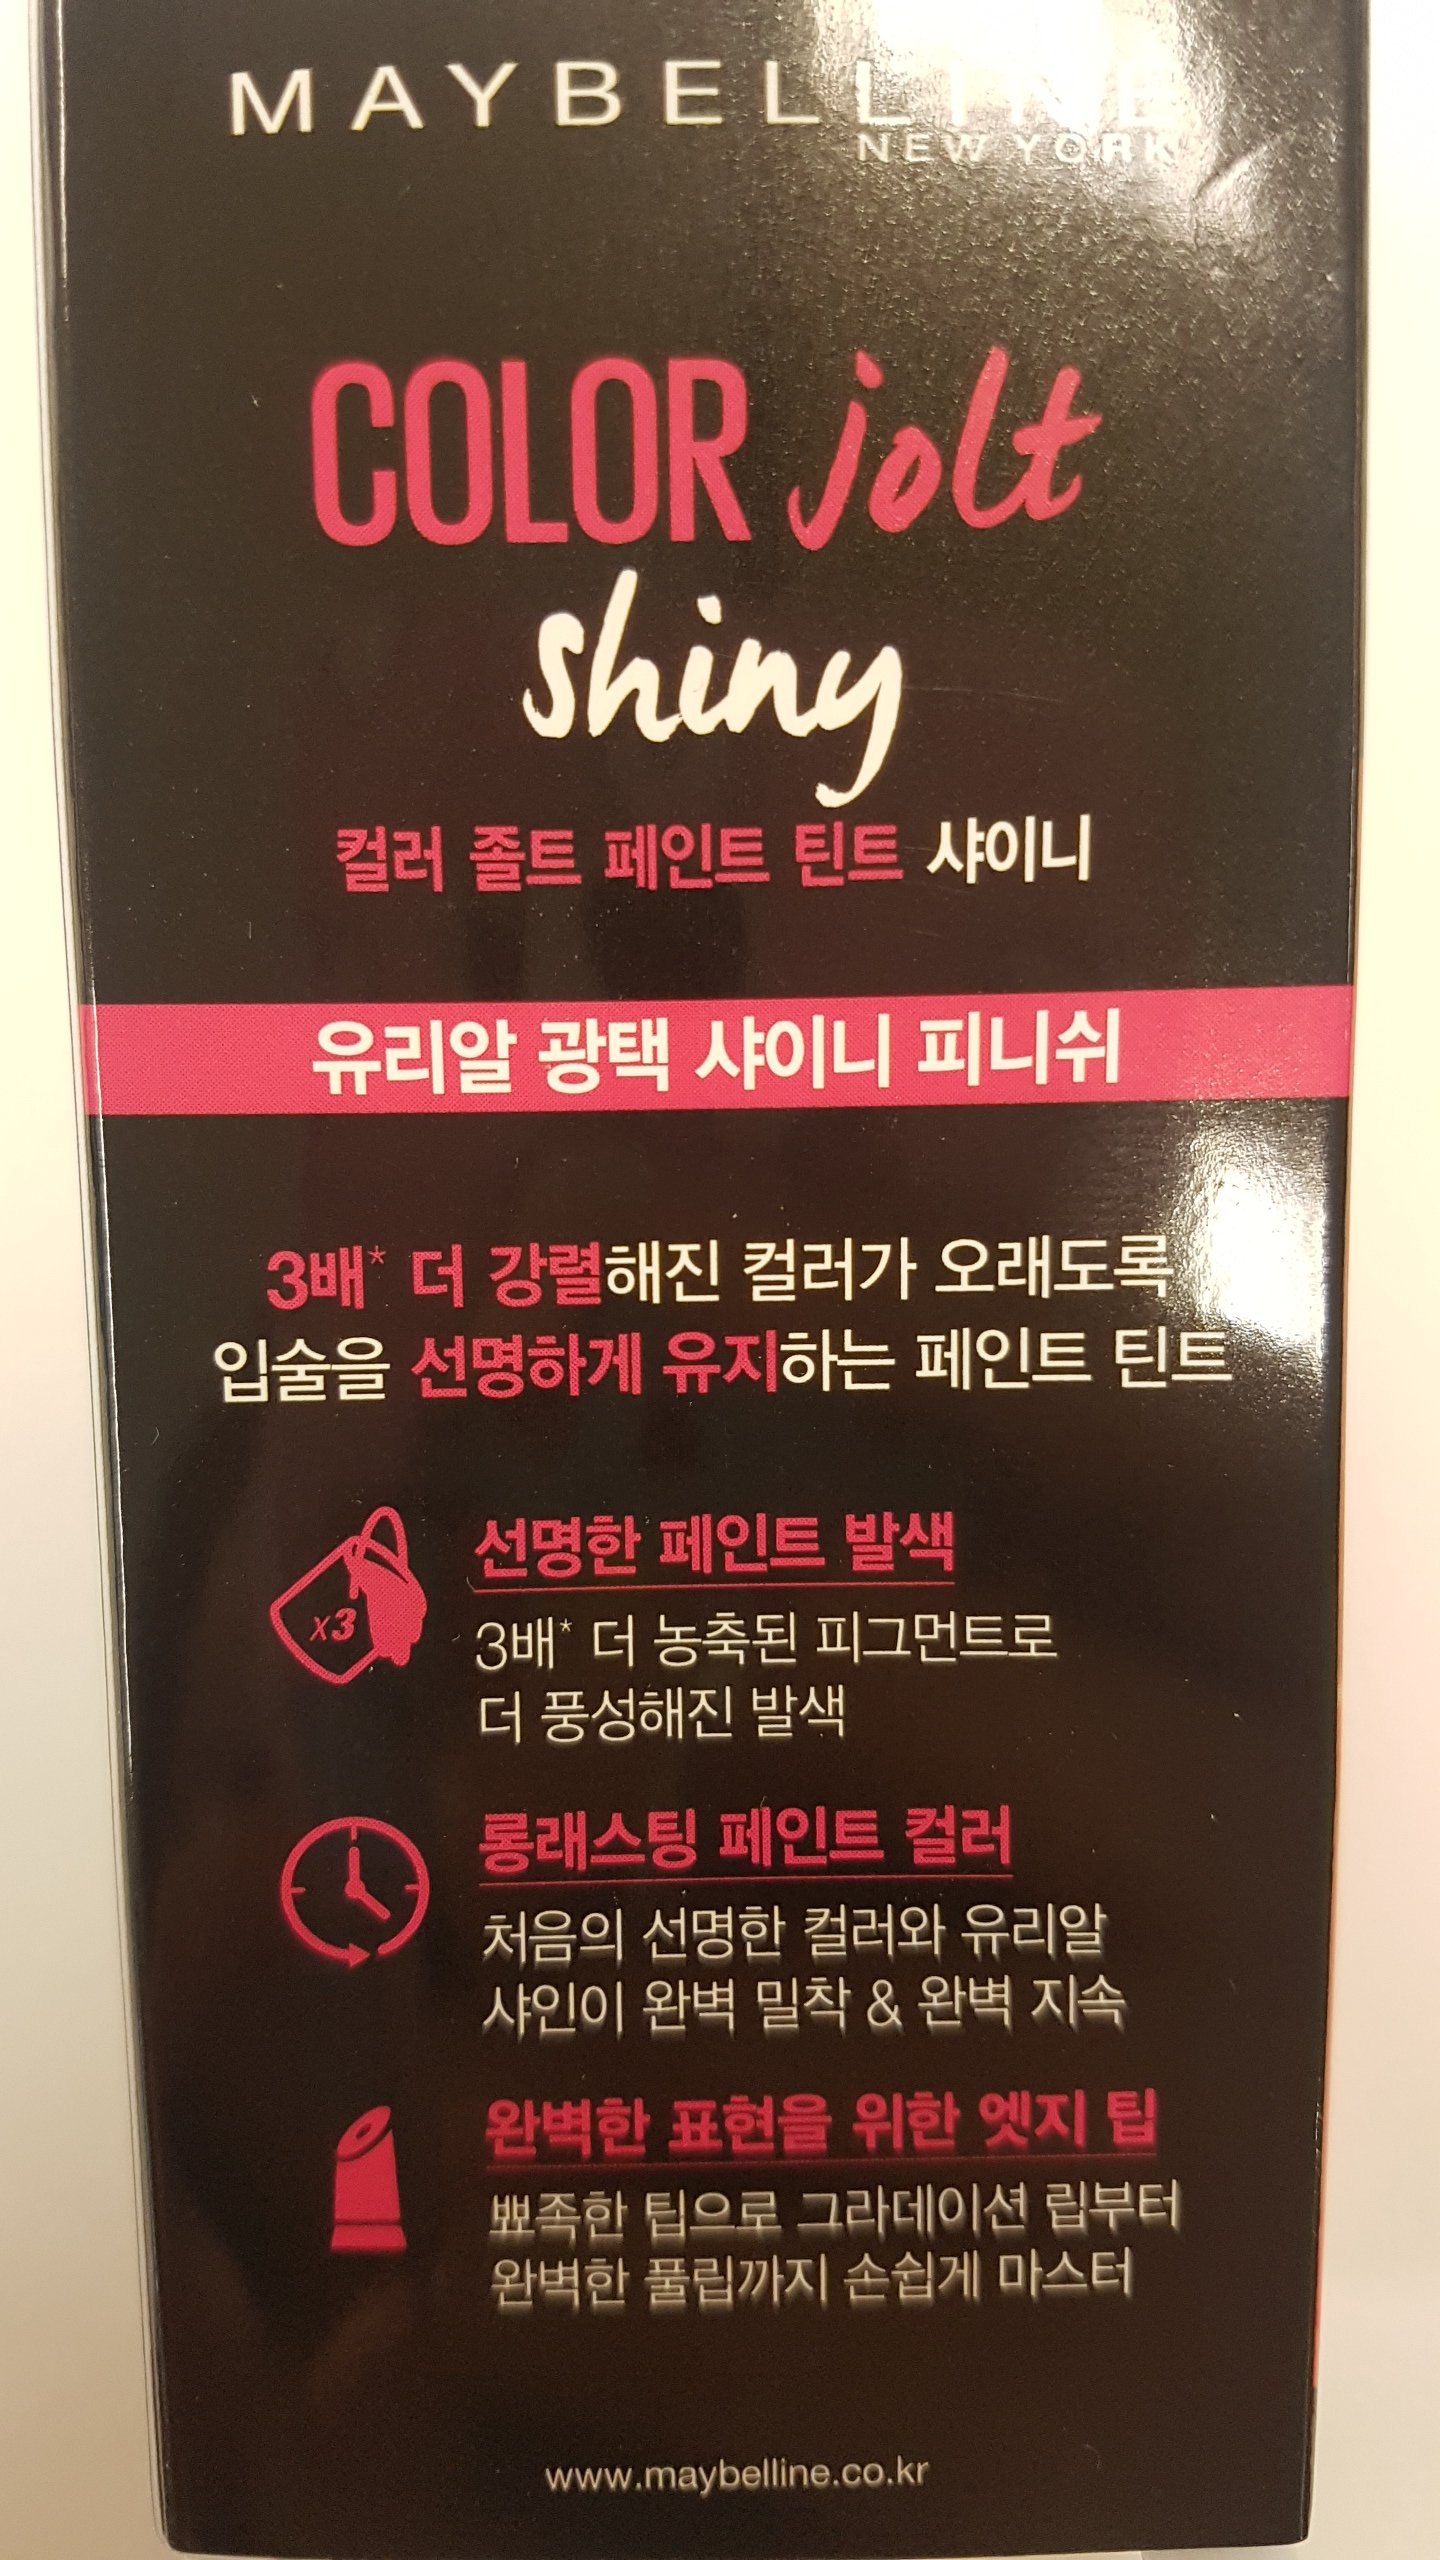 MAYBELLINE
NEW YORK
COLOR jolt
shiny
컬러 졸트 페인트 틴트 샤이니
유리알 광택 샤이니 피니쉬
3배* 더 강렬해진 컬러가 오래도록
입술을 선명하게 유지하는 페인트 틴트
x3
선명한 페인트 발색
3배* 더 농축된 피그먼트로
더 풍성해진 발색
롱래스팅 페인트 컬러
처음의 선명한 컬러와 유리알
샤인이 완벽 밀착 & 완벽 지속
완벽한 표현을 위한 엣지 팁
뾰족한 팁으로 그라데이션 립부터
완벽한 풀립까지 손쉽게 마스터
www.maybelline.co.kr